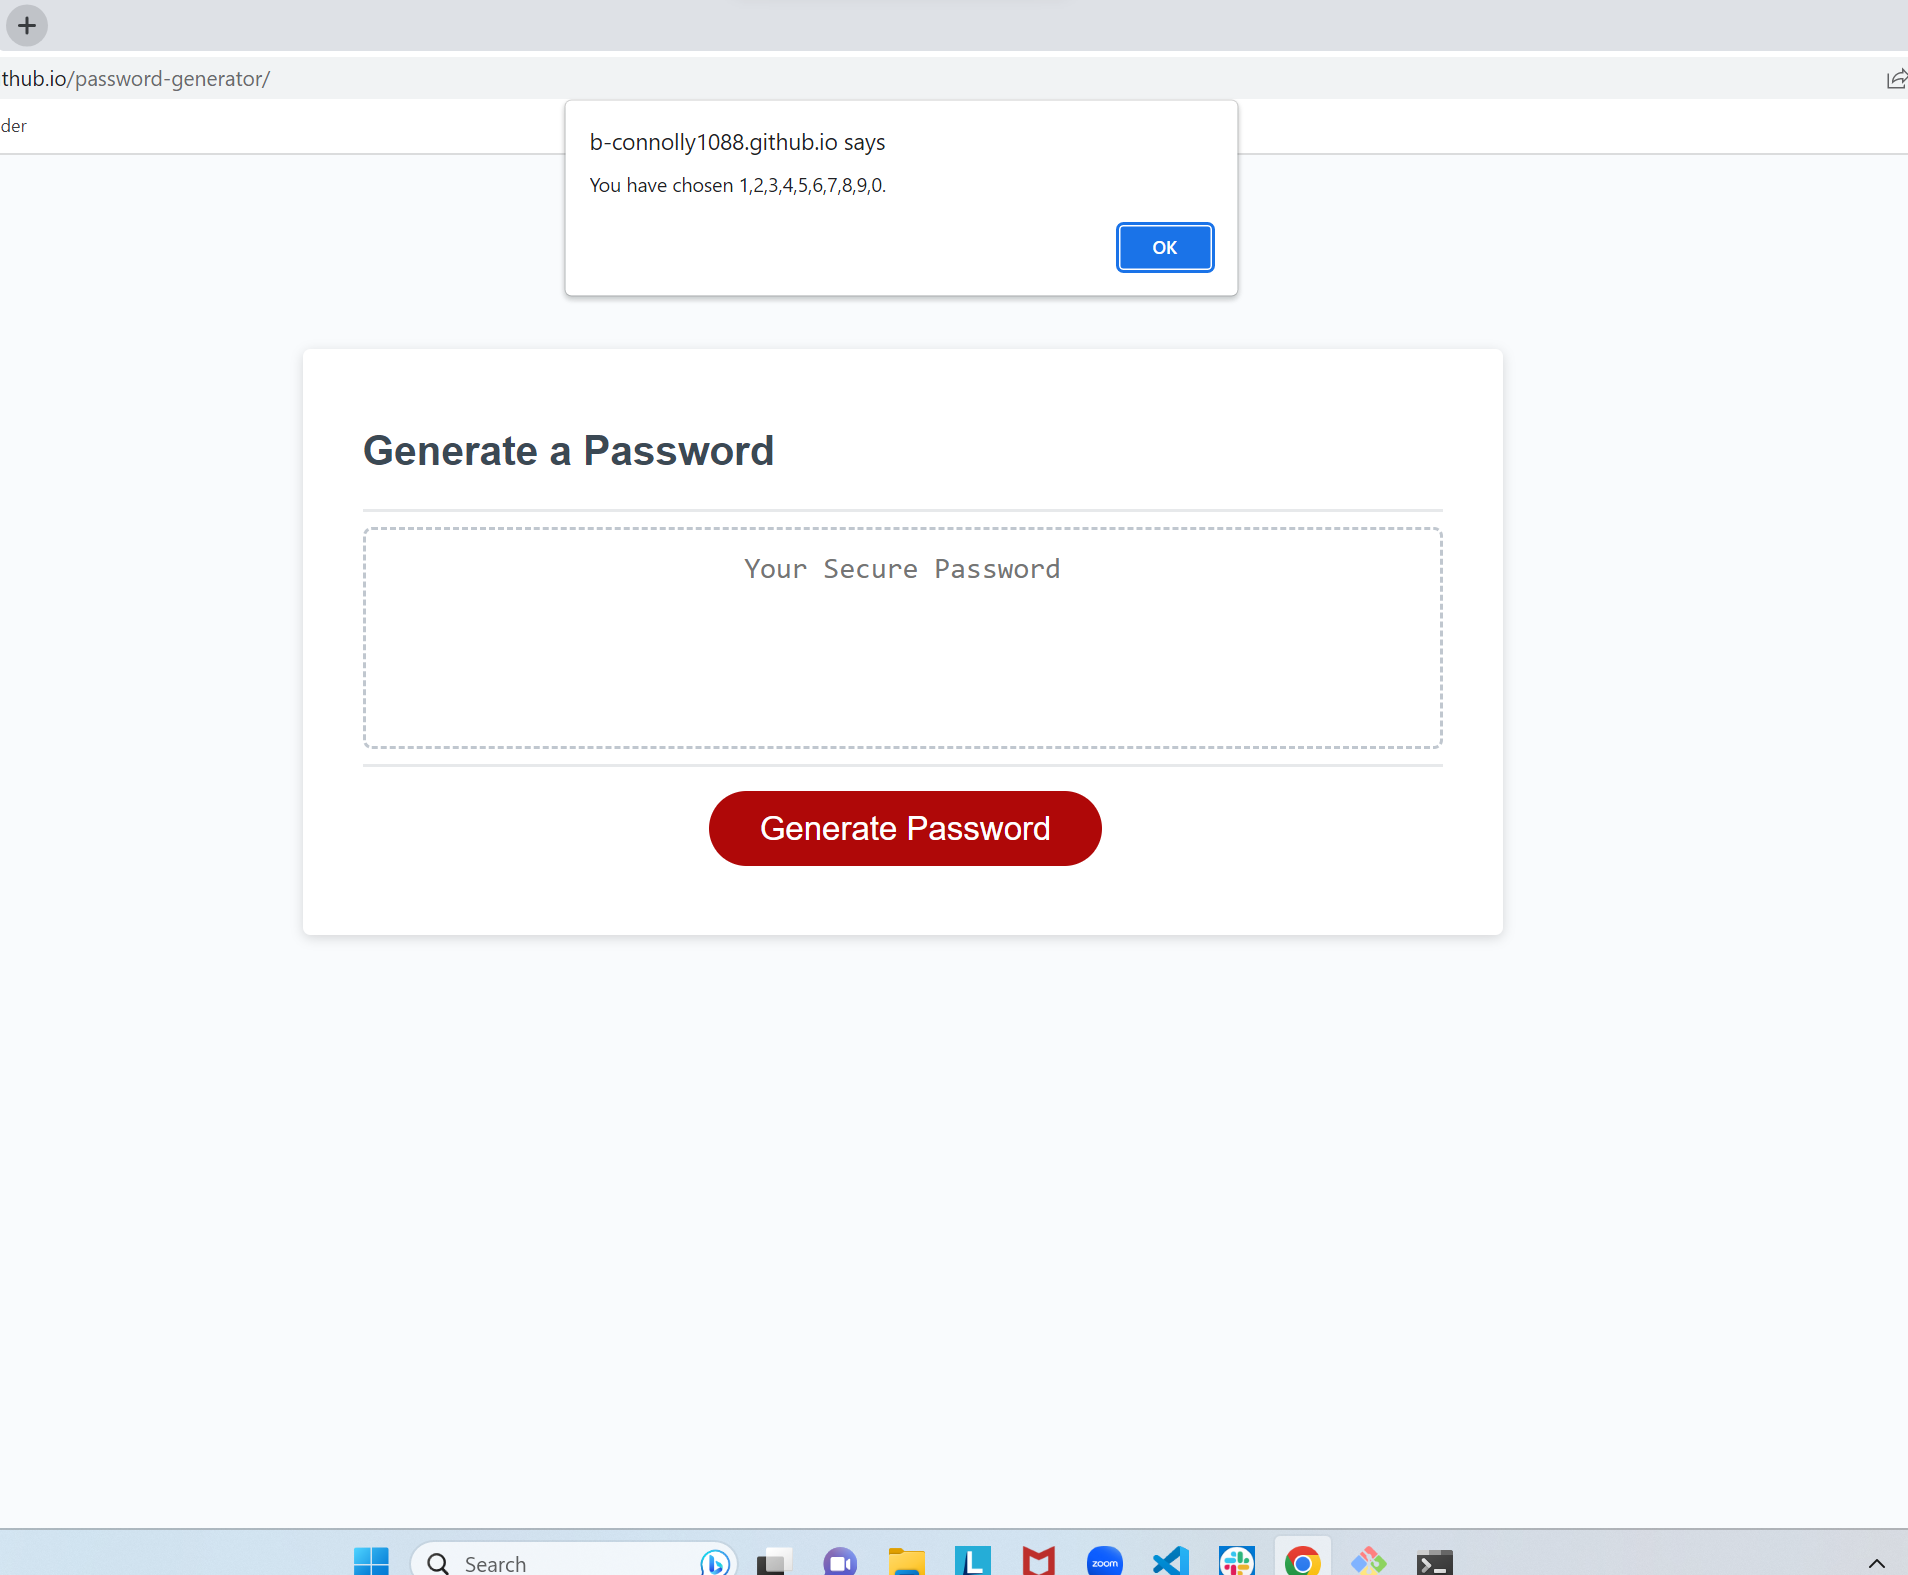 thub.io/password-generator/
der
b-connolly1088.github.io says
You have chosen 1,2,3,4,5,6,7,8,9,0.
OK
Generate a Password
Your Secure Password
Generate Password
Search
L
zoom